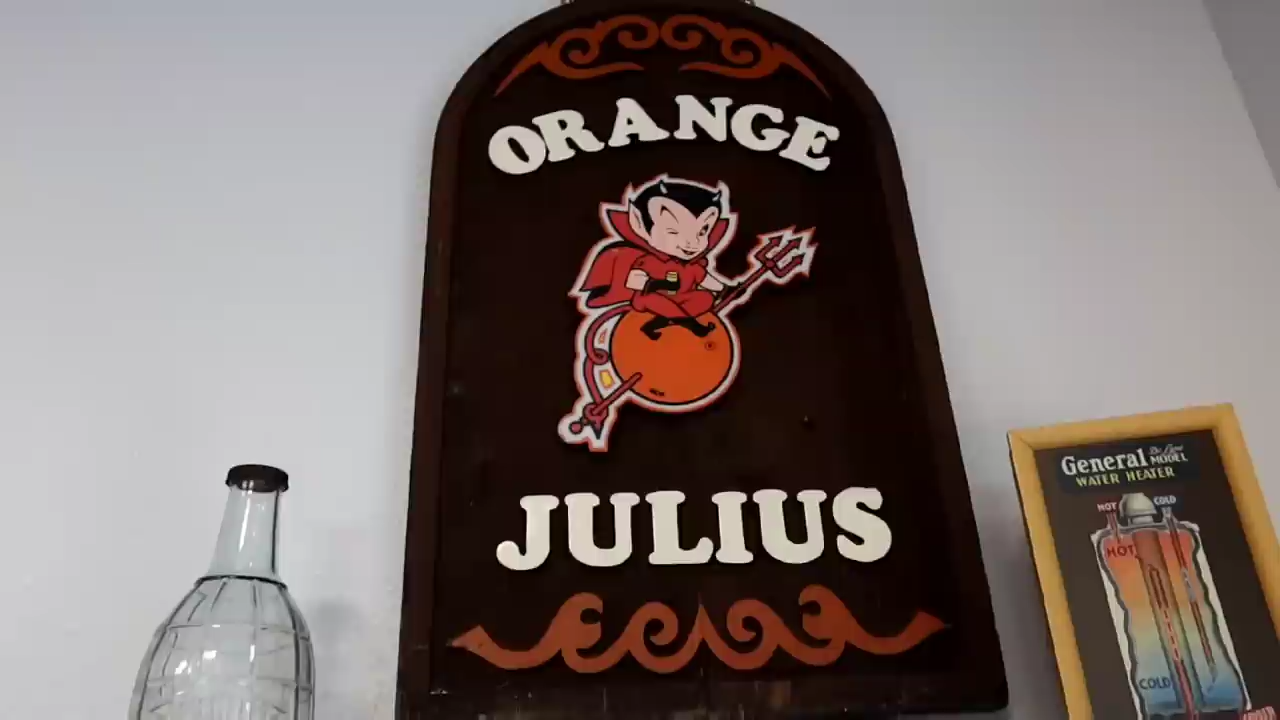 ORANGE
JULIUS
General De Luxe MODEL
WATER HEATER
HOT COLD
HOT
COLD